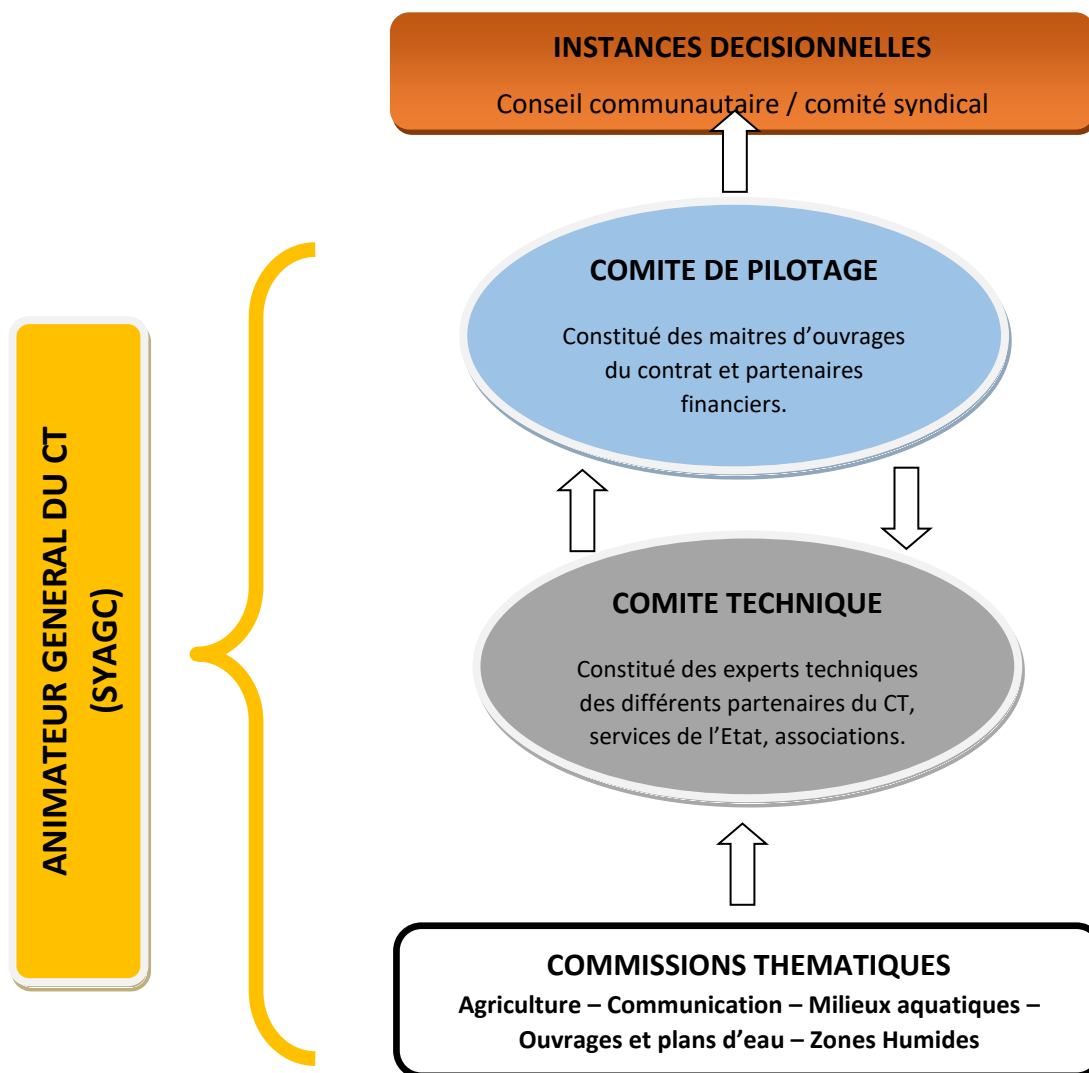 INSTANCES DECISIONNELLES
Conseil communautaire / comité syndical
COMITE DE PILOTAGE
Constitué des maitres d’ouvrages
du contrat et partenaires
financiers.
ANIMATEUR GENERAL DU CT
(SYAGC)
COMITE TECHNIQUE
Constitué des experts techniques
des différents partenaires du CT,
services de l’Etat, associations.
COMMISSIONS THEMATIQUES
Agriculture – Communication – Milieux aquatiques –
Ouvrages et plans d’eau – Zones Humides